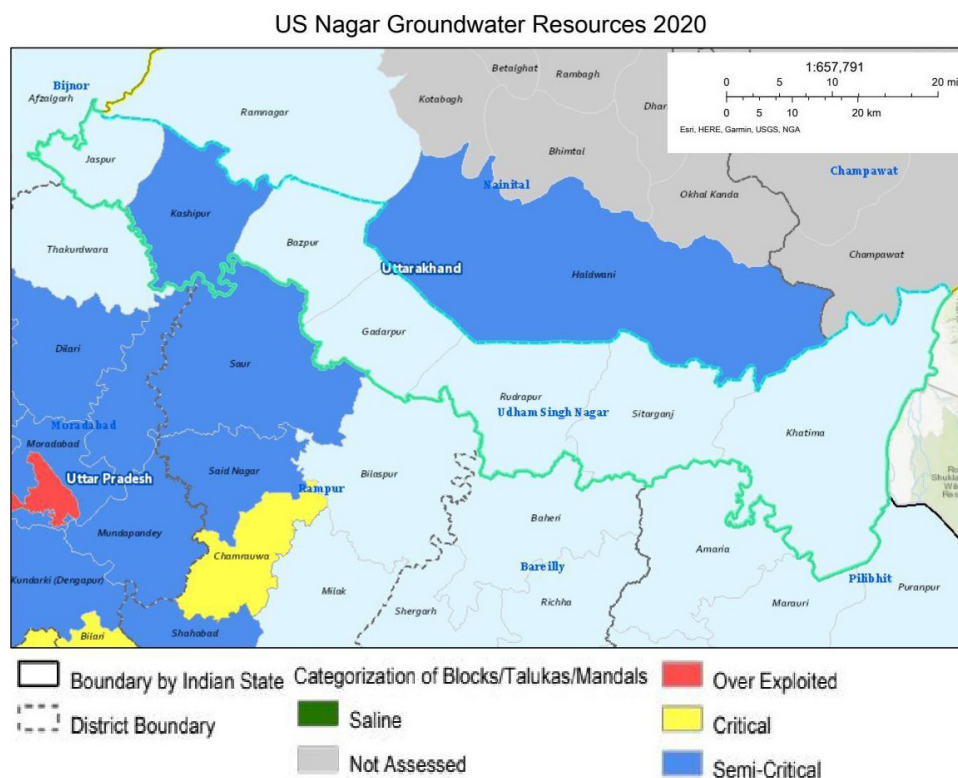 US Nagar Groundwater Resources 2020
1:657,791
0 5 10 20 mi
0 5 10 20 km
Esri, HERE, Garmin, USGS, NGA
Bijnor
Afzalgarh
Ramnagar
Kotabagh
Betalghat
Rambagh
Dhar
Jaspur
Bhimtal
Nainital
Okhal Kanda
Champawat
Kashipur
Thakurdwara
Bazpur
Uttarakhand
Haldwani
Champawat
Dilari
Saur
Gadarpur
Rudrapur
Udham Singh Nagar
Sitarganj
Khatima
Moradabad
Moradabad
Uttar Pradesh
Said Nagar
Rampur
Bilaspur
Mundapandey
Chamrauwa
Baheri
Amaria
Kundarki (Dengapur)
Milak
Bareilly
Pilibhit
Puranpur
Shergarh
Richha
Marauri
Bilari
Shahabad
Boundary by Indian State
District Boundary
Categorization of Blocks/Talukas/Mandals
Saline
Not Assessed
Over Exploited
Critical
Semi-Critical